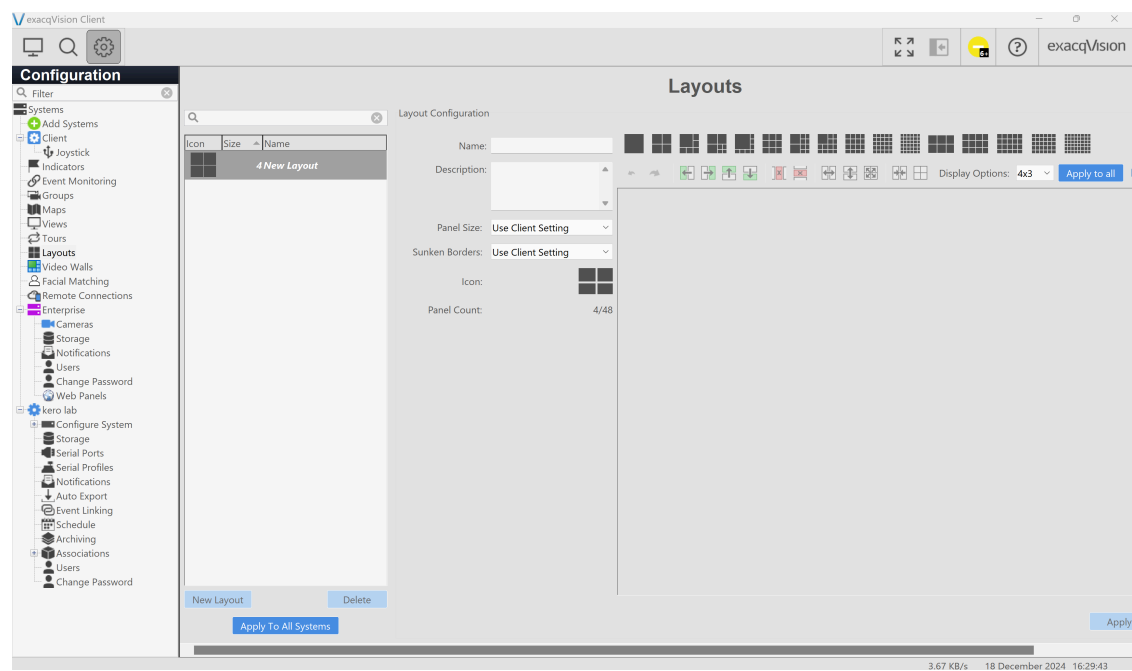 exacqVision Client
6+
?
exacqVision
Configuration
Filter
Systems
Add Systems
Client
Joystick
Indicators
Event Monitoring
Groups
Maps
Views
Tours
Layouts
Video Walls
Facial Matching
Remote Connections
Enterprise
Cameras
Storage
Notifications
Users
Change Password
Web Panels
kero lab
Configure System
Storage
Serial Ports
Serial Profiles
Notifications
Auto Export
Event Linking
Schedule
Archiving
Associations
Users
Change Password
Layouts
Icon Size Name
4 New Layout
New Layout Delete
Apply To All Systems
Layout Configuration
Name:
Description:
Panel Size: Use Client Setting
Sunken Borders: Use Client Setting
Icon:
Panel Count: 4/48
Display Options: 4x3 Apply to all
Apply
3.67 KB/s 18 December 2024 16:29:43